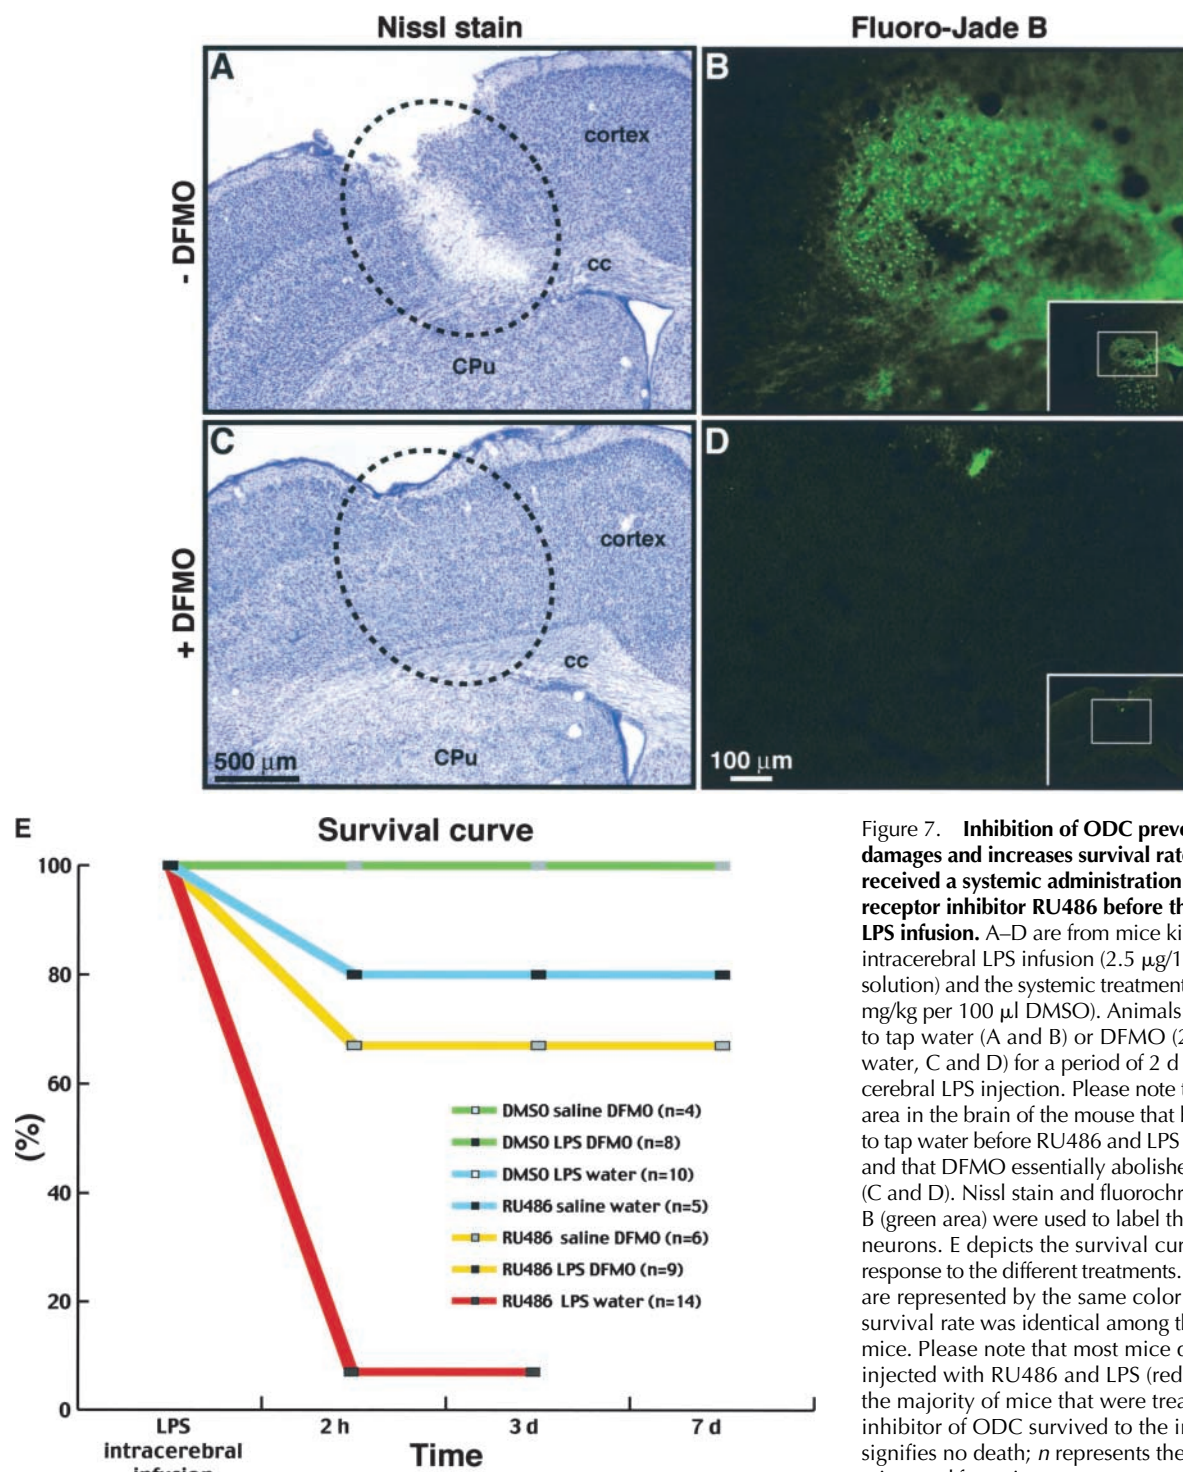 Nissl stain
Fluoro-Jade B
- DFMO
A
cortex
cc
CPu
B
+ DFMO
C
cortex
cc
CPu
500 µm
D
100 µm
E
Survival curve
100
80
60
40
20
0
(%)
DMSO saline DFMO (n=4)
DMSO LPS DFMO (n=8)
DMSO LPS water (n=10)
RU486 saline water (n=5)
RU486 saline DFMO (n=6)
RU486 LPS DFMO (n=9)
RU486 LPS water (n=14)
LPS
intracerebral
2 h
3 d
7 d
Time
Figure 7. Inhibition of ODC preve
damages and increases survival rate
received a systemic administration
receptor inhibitor RU486 before th
LPS infusion. A–D are from mice ki
intracerebral LPS infusion (2.5 µg/1
solution) and the systemic treatment
mg/kg per 100 µl DMSO). Animals
to tap water (A and B) or DFMO (2
water, C and D) for a period of 2 d
cerebral LPS injection. Please note t
area in the brain of the mouse that l
to tap water before RU486 and LPS
and that DFMO essentially abolishe
(C and D). Nissl stain and fluorochr
B (green area) were used to label th
neurons. E depicts the survival cur
response to the different treatments.
are represented by the same color
survival rate was identical among th
mice. Please note that most mice c
injected with RU486 and LPS (red
the majority of mice that were trea
inhibitor of ODC survived to the i
signifies no death; n represents the